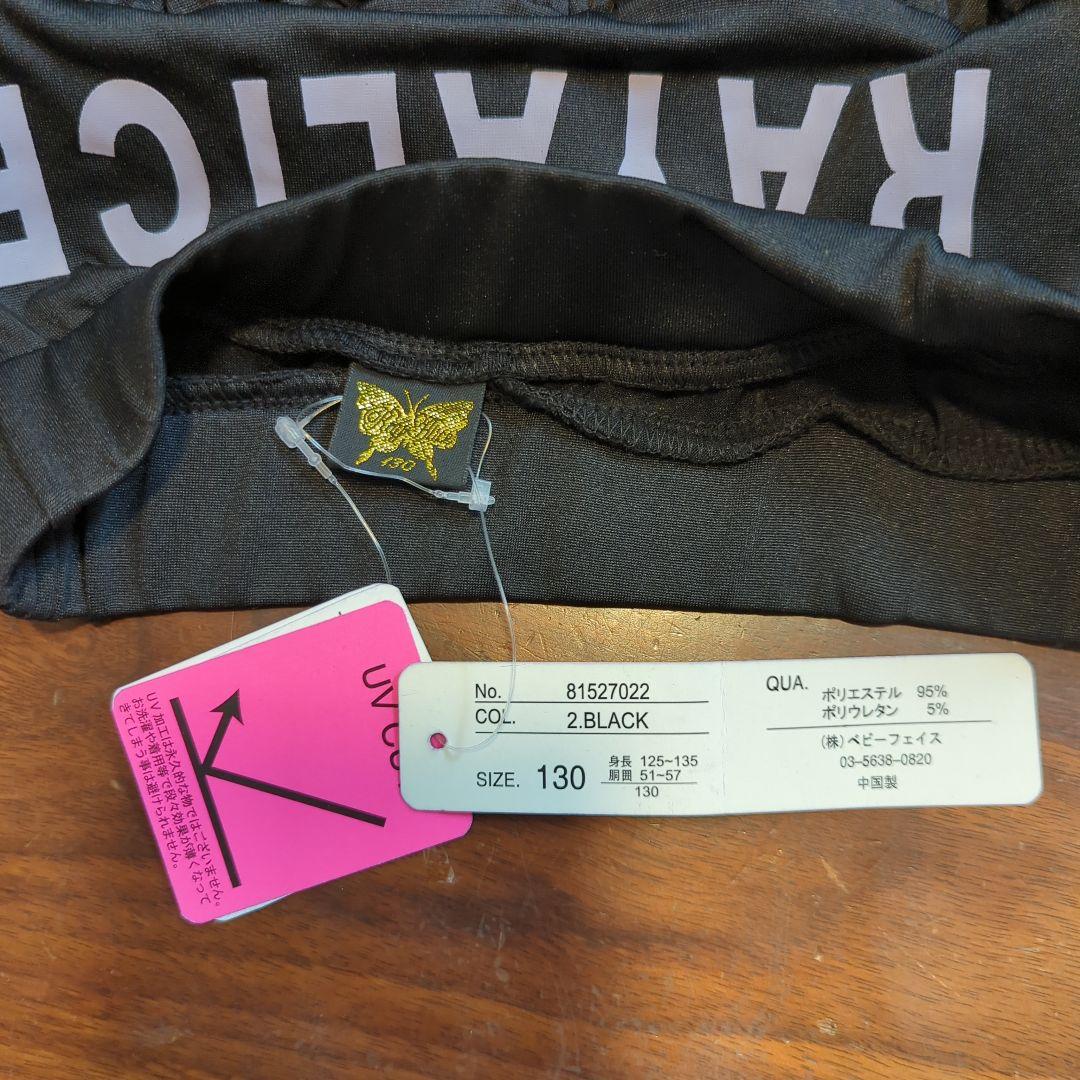 RAYALICE
130
UV
UV 加工は永久的な物ではございません。
お洗濯や着用等で段々効果が薄くなって
きてしまう事は避けられません。
No. 81527022
COL. 2.BLACK
SIZE. 130
身長 125~135
胴囲 51~57
130
QUA.
ポリエステル 95%
ポリウレタン 5%
(株)ベビーフェイス
03-5638-0820
中国製